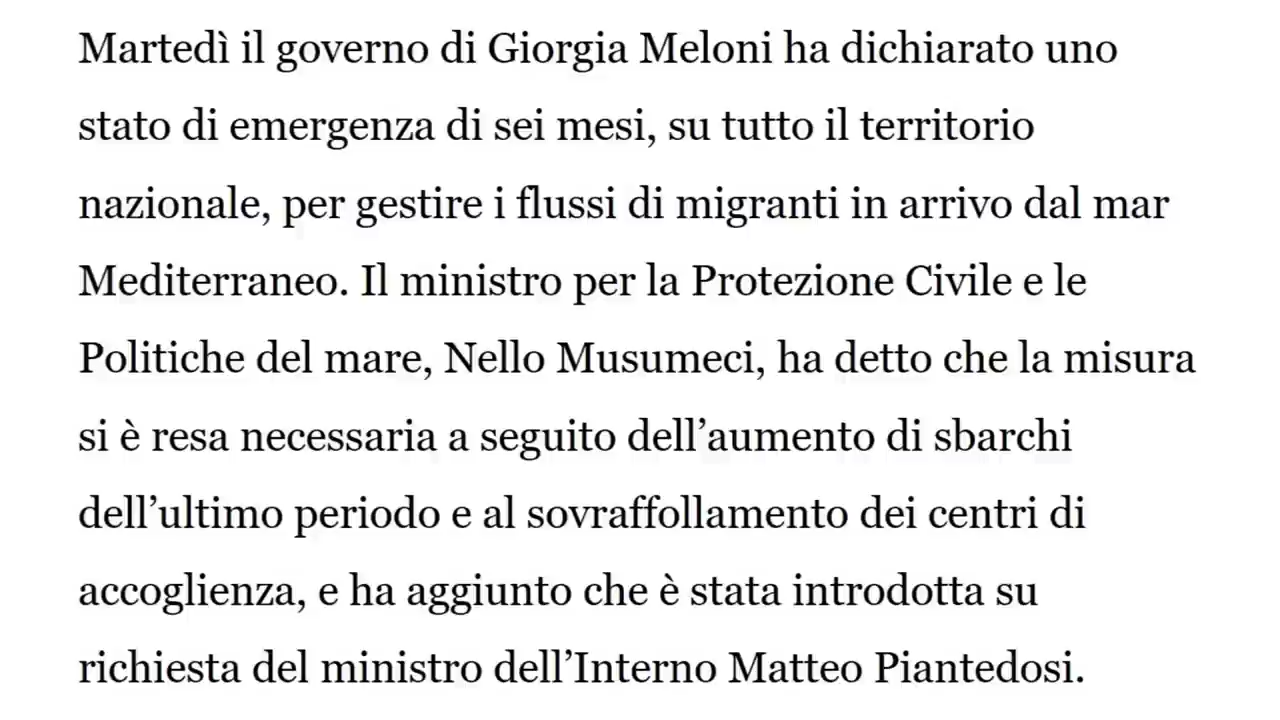 Martedì il governo di Giorgia Meloni ha dichiarato uno
stato di emergenza di sei mesi, su tutto il territorio
nazionale, per gestire i flussi di migranti in arrivo dal mar
Mediterraneo. Il ministro per la Protezione Civile e le
Politiche del mare, Nello Musumeci, ha detto che la misura
si è resa necessaria a seguito dell’aumento di sbarchi
dell’ultimo periodo e al sovraffollamento dei centri di
accoglienza, e ha aggiunto che è stata introdotta su
richiesta del ministro dell’Interno Matteo Piantedosi.